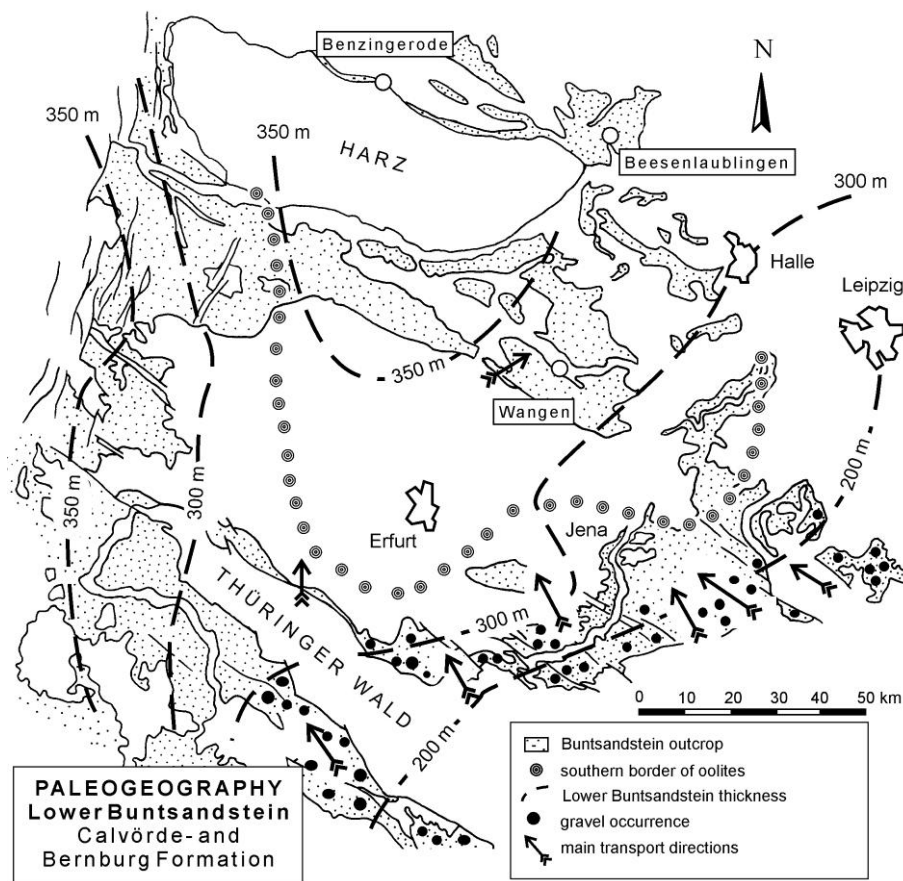 Benzingerode
N
350 m
350 m
HARZ
Beesenlaublingen
300 m
Halle
Leipzig
350 m
Wangen
200 m
350 m
300 m
Erfurt
Jena
THÜRINGER WALD
300 m
200 m
0 10 20 30 40 50 km
PALEOGEOGRAPHY
Lower Buntsandstein
Calvörde- and
Bernburg Formation
Buntsandstein outcrop
southern border of oolites
Lower Buntsandstein thickness
gravel occurrence
main transport directions